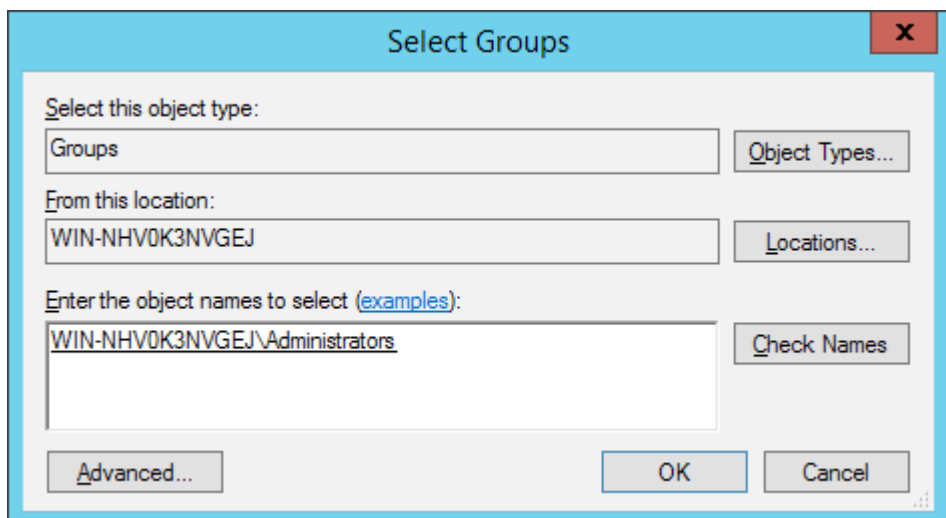 Select Groups
x
Select this object type:
Groups
Object Types...
From this location:
WIN-NHV0K3NVGEJ
Locations...
Enter the object names to select (examples):
WIN-NHV0K3NVGEJ\Administrators
Check Names
Advanced...
OK
Cancel